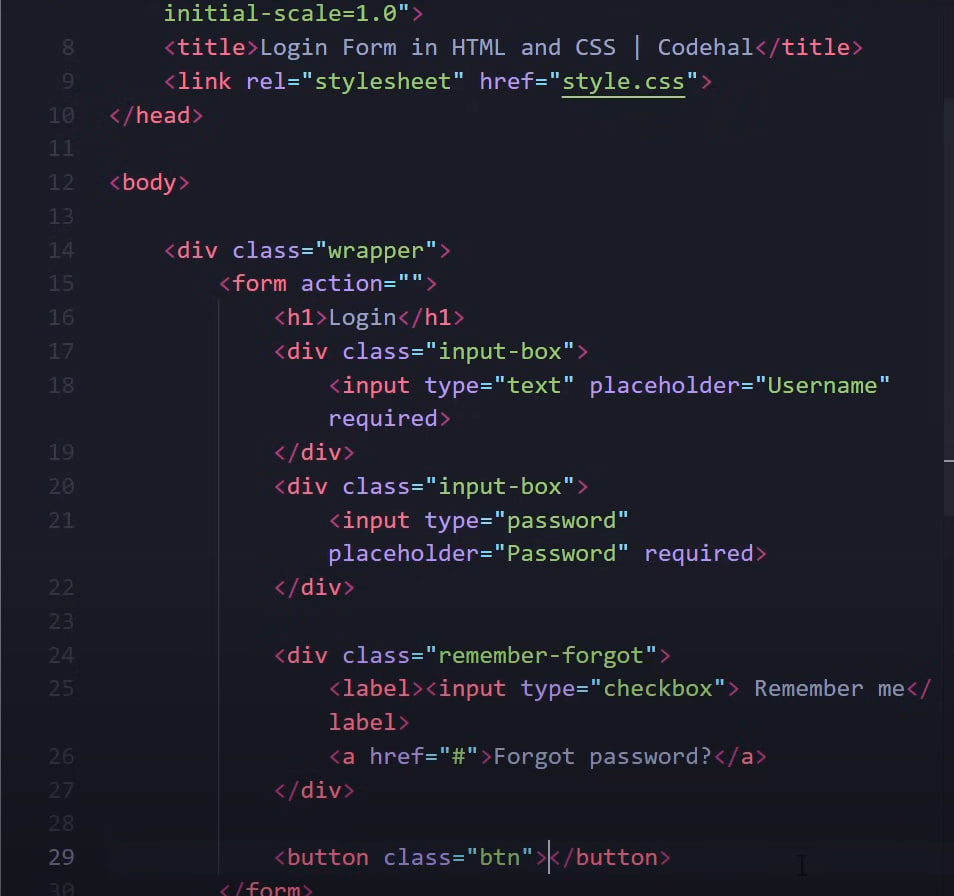 initial-scale=1.0">
8 <title>Login Form in HTML and CSS | Codehal</title>
9 <link rel="stylesheet" href="style.css">
10 </head>
11
12 <body>
13
14 <div class="wrapper">
15 <form action="">
16 <h1>Login</h1>
17 <div class="input-box">
18 <input type="text" placeholder="Username"
required>
19 </div>
20 <div class="input-box">
21 <input type="password"
placeholder="Password" required>
22 </div>
23
24 <div class="remember-forgot">
25 <label><input type="checkbox"> Remember me</
label>
26 <a href="#">Forgot password?</a>
27 </div>
28
29 <button class="btn"></button>
30 </form>